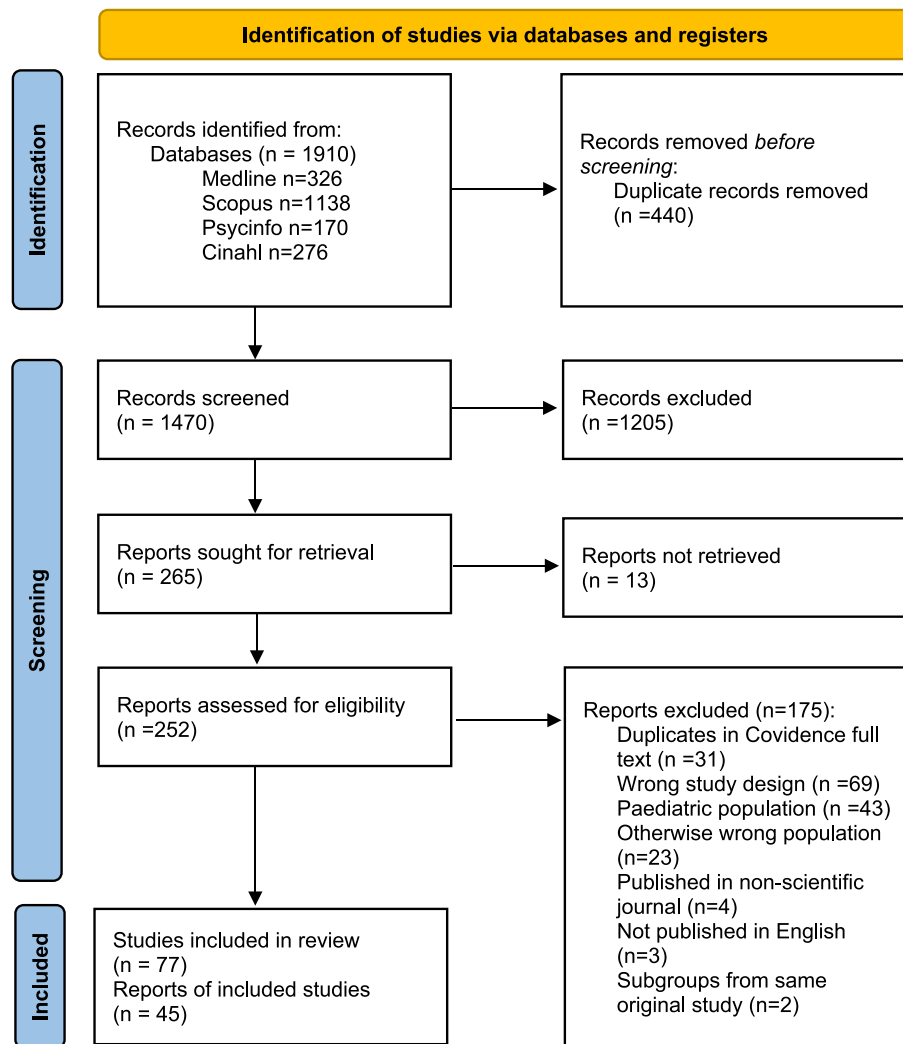 Identification of studies via databases and registers
Identification
Records identified from:
Databases (n = 1910)
Medline n=326
Scopus n=1138
Psycinfo n=170
Cinahl n=276
Records removed before
screening:
Duplicate records removed
(n =440)
Screening
Records screened
(n = 1470)
Records excluded
(n =1205)
Reports sought for retrieval
(n = 265)
Reports not retrieved
(n = 13)
Reports assessed for eligibility
(n =252)
Reports excluded (n=175):
Duplicates in Covidence full
text (n =31)
Wrong study design (n =69)
Paediatric population (n =43)
Otherwise wrong population
(n=23)
Published in non-scientific
journal (n=4)
Not published in English
(n=3)
Subgroups from same
original study (n=2)
Included
Studies included in review
(n = 77)
Reports of included studies
(n = 45)